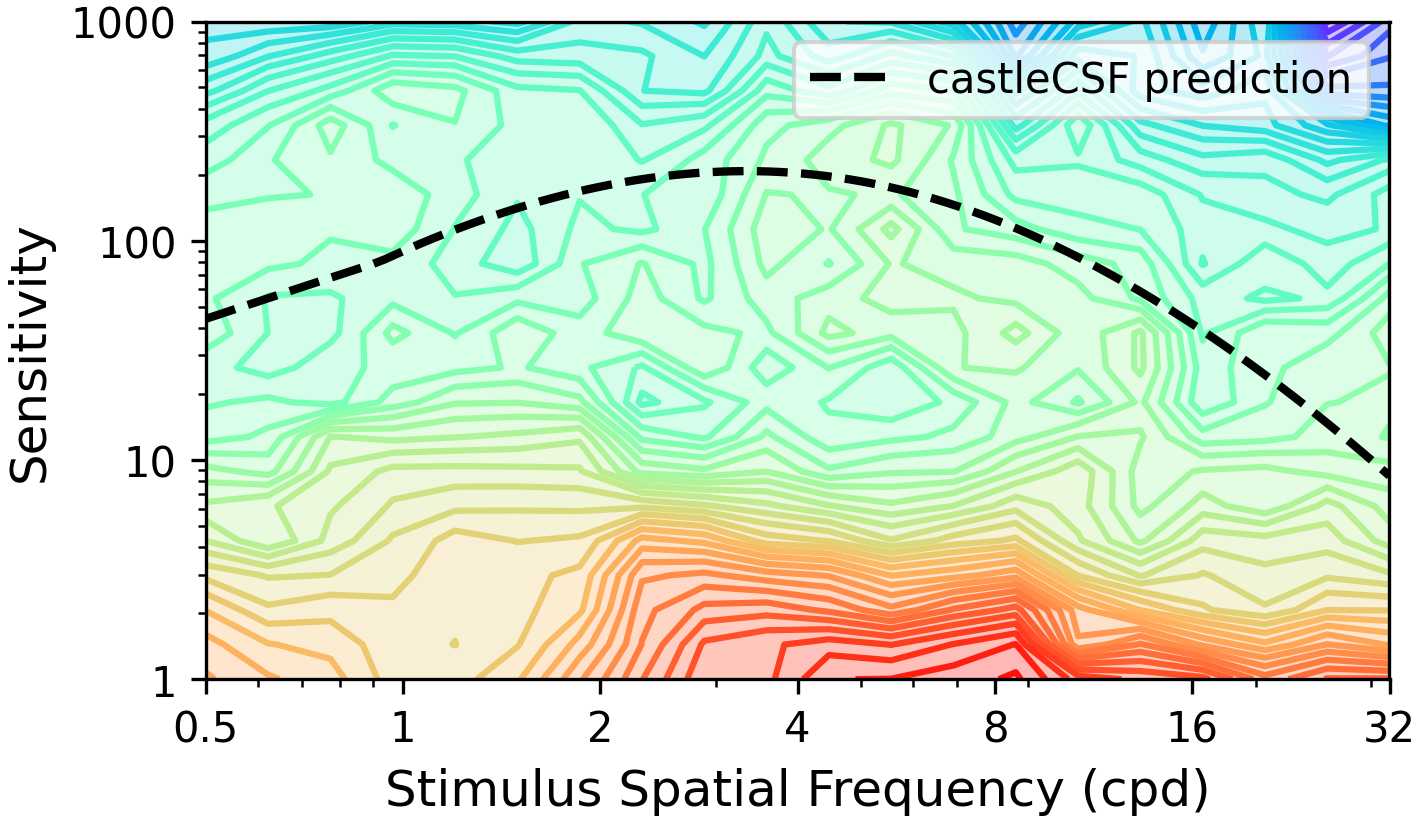 1000
100
10
1
Sensitivity
castleCSF prediction
0.5 1 2 4 8 16 32
Stimulus Spatial Frequency (cpd)